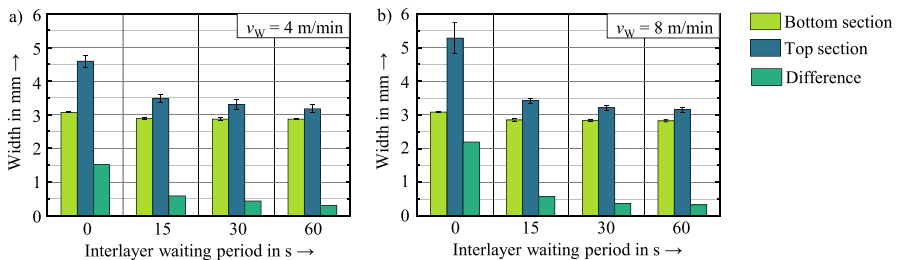 a)
v_W = 4 m/min
Width in mm →
6
5
4
3
2
1
0
0 15 30 60
Interlayer waiting period in s →
b)
v_W = 8 m/min
Width in mm →
6
5
4
3
2
1
0
0 15 30 60
Interlayer waiting period in s →
Bottom section
Top section
Difference